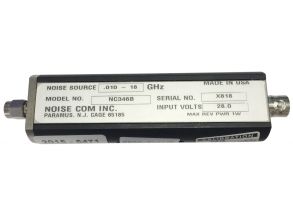 MADE IN USA
NOISE SOURCE .010 - 18 GHz
MODEL NO. NC346B SERIAL NO. X818
NOISE COM INC. INPUT VOLTS 28.0
PARAMUS, N.J. CAGE 65185 MAX REV PWR 1W
CALIBRATION